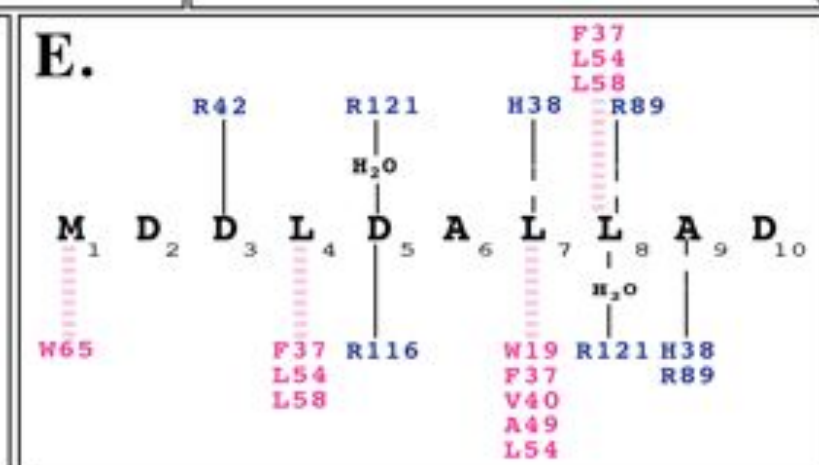 E.
F37
L54
L58
R42 R121 H38 R89
H₂O
M1 D2 D3 L4 D5 A6 L7 L8 A9 D10
H₂O
W65 F37 R116 W19 R121 H38
L54 F37 R89
L58 V40
A49
L54